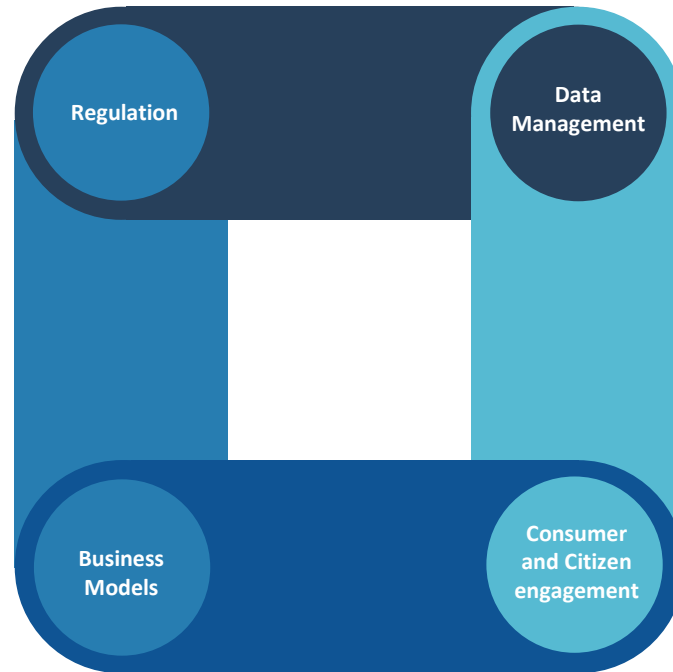 Regulation
Data
Management
Business
Models
Consumer
and Citizen
engagement